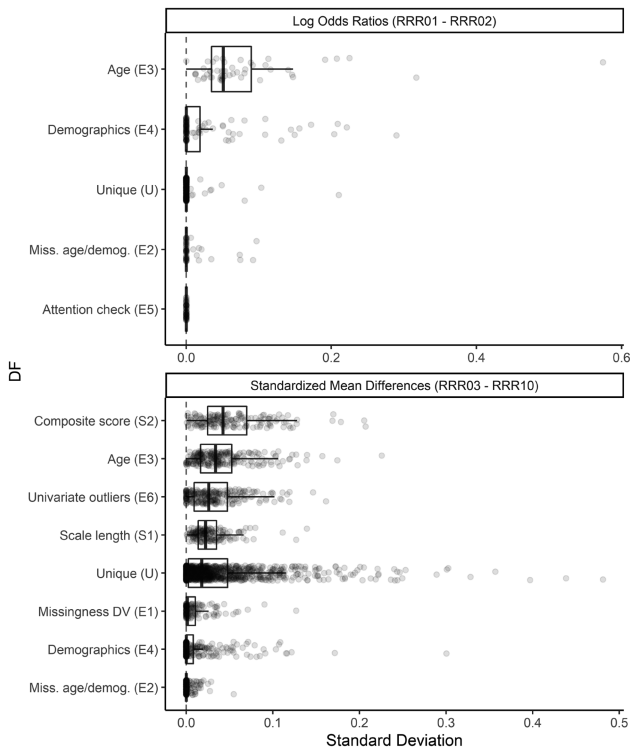 Log Odds Ratios (RRR01 - RRR02)
Age (E3)
Demographics (E4)
Unique (U)
Miss. age/demog. (E2)
Attention check (E5)
0.0 0.2 0.4 0.6
DF
Standardized Mean Differences (RRR03 - RRR10)
Composite score (S2)
Age (E3)
Univariate outliers (E6)
Scale length (S1)
Unique (U)
Missingness DV (E1)
Demographics (E4)
Miss. age/demog. (E2)
0.0 0.1 0.2 0.3 0.4 0.5
Standard Deviation